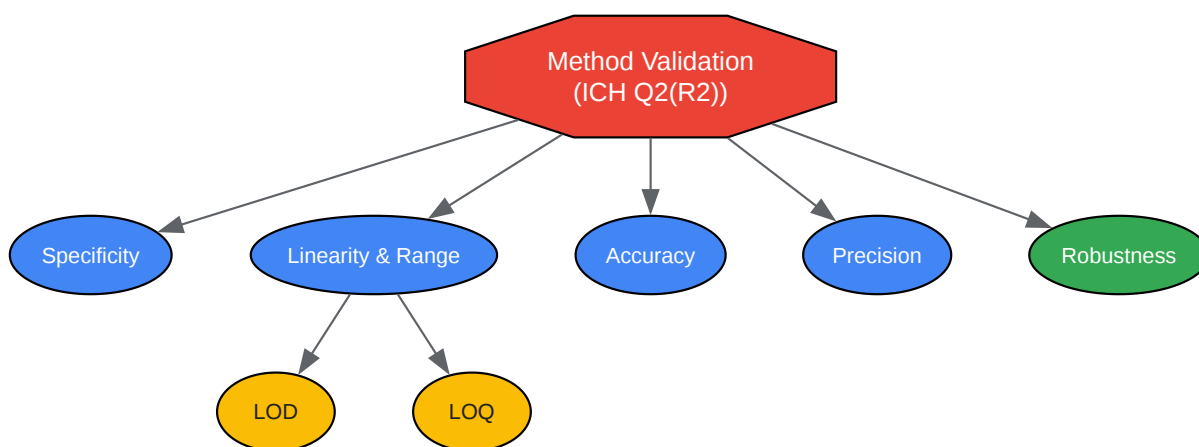 Method Validation
(ICH Q2(R2))
Specificity
Linearity & Range
Accuracy
Precision
Robustness
LOD
LOQ